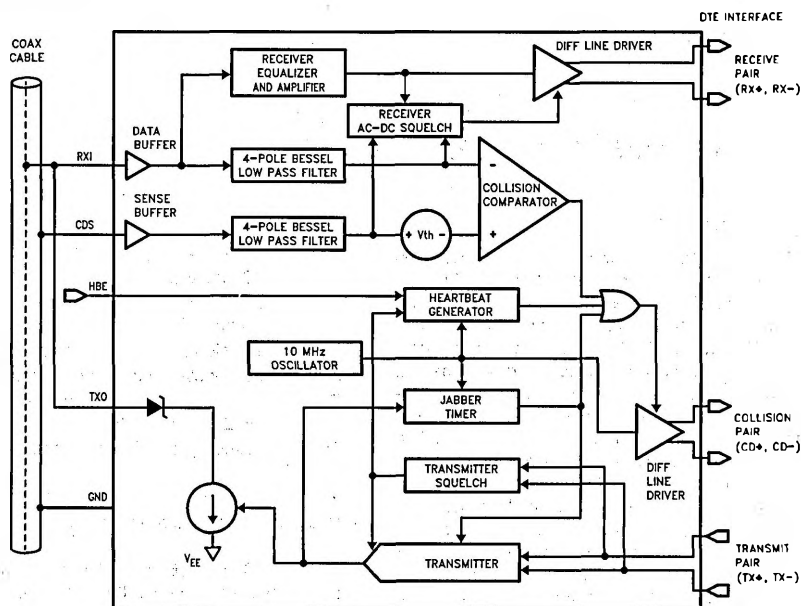 DTE INTERFACE
COAX
CABLE
RECEIVER
EQUALIZER
AND AMPLIFIER
DIFF LINE DRIVER
RECEIVE
PAIR
(RX+, RX-)
RECEIVER
AC-DC SQUELCH
DATA
BUFFER
RXI
4-POLE BESSEL
LOW PASS FILTER
-
COLLISION
COMPARATOR
SENSE
BUFFER
CDS
4-POLE BESSEL
LOW PASS FILTER
+ Vth -
+
HBE
HEARTBEAT
GENERATOR
10 MHz
OSCILLATOR
TXO
JABBER
TIMER
COLLISION
PAIR
(CD+, CD-)
DIFF
LINE
DRIVER
TRANSMITTER
SQUELCH
GND
VEE
TRANSMITTER
TRANSMIT
PAIR
(TX+, TX-)